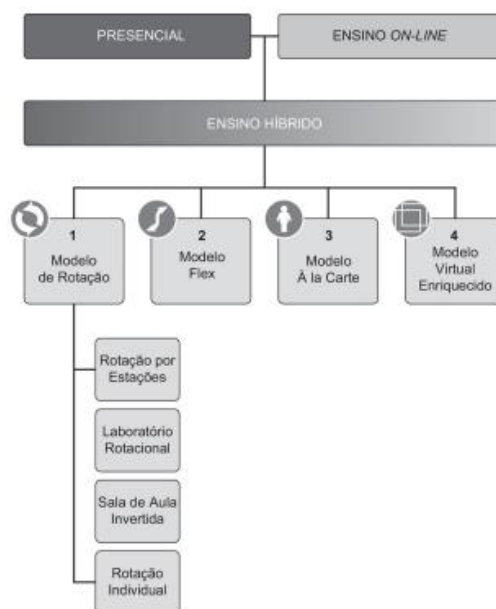 PRESENCIAL
ENSINO ON-LINE
ENSINO HÍBRIDO
1
Modelo
de Rotação
2
Modelo
Flex
3
Modelo
À la Carte
4
Modelo
Virtual
Enriquecido
Rotação por
Estações
Laboratório
Rotacional
Sala de Aula
Invertida
Rotação
Individual